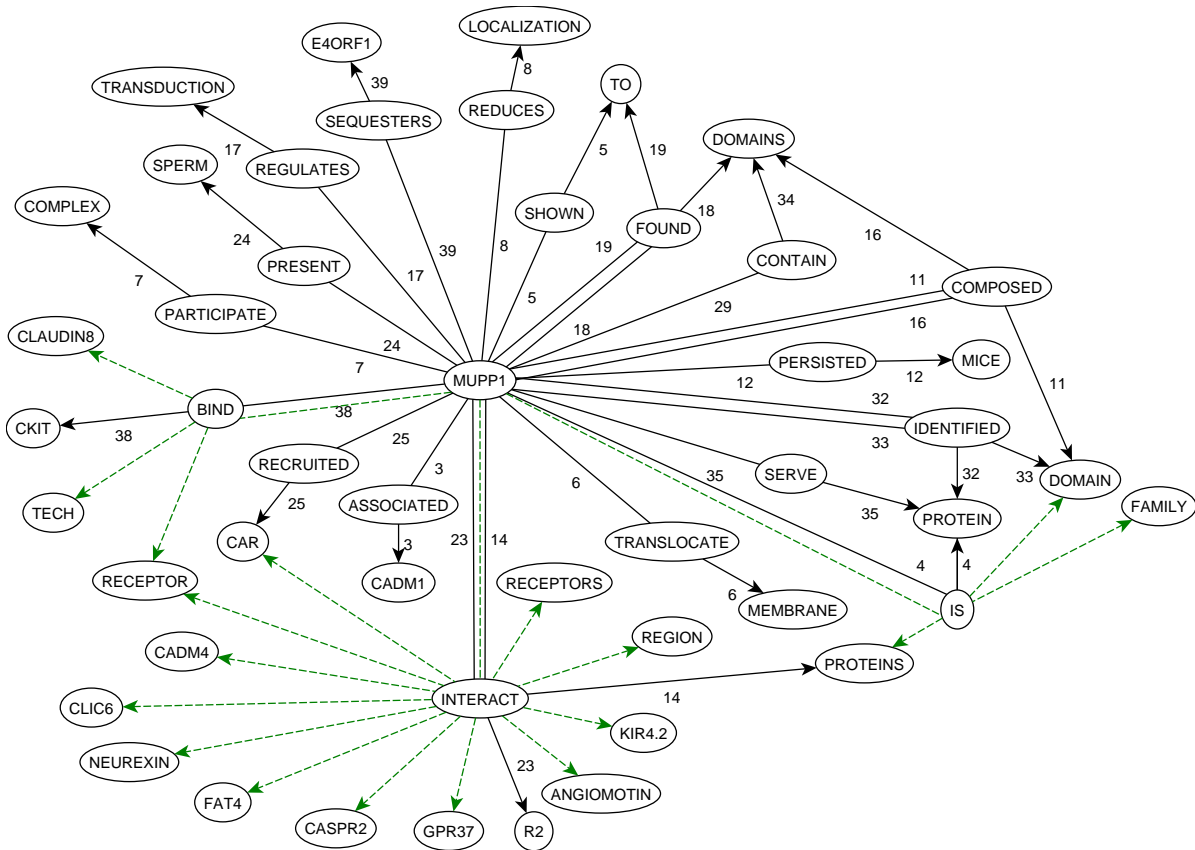 LOCALIZATION
E4ORF1
8
TO
TRANSDUCTION
39
REDUCES
SEQUESTERS
DOMAINS
17
5
19
SPERM
REGULATES
34
COMPLEX
SHOWN
18
FOUND
24
16
PRESENT
39
8
19
CONTAIN
7
17
11
COMPOSED
PARTICIPATE
5
29
CLAUDIN8
18
16
24
PERSISTED
MICE
7
MUPP1
12
12
11
BIND
38
32
CKIT
38
25
33
IDENTIFIED
RECRUITED
3
SERVE
35
32
33
DOMAIN
25
ASSOCIATED
6
TECH
35
PROTEIN
FAMILY
CAR
23
14
TRANSLOCATE
3
4
4
RECEPTOR
CADM1
RECEPTORS
6
MEMBRANE
IS
REGION
CADM4
PROTEINS
INTERACT
14
CLIC6
KIR4.2
NEUREXIN
23
ANGIOMOTIN
FAT4
CASPR2
GPR37
R2